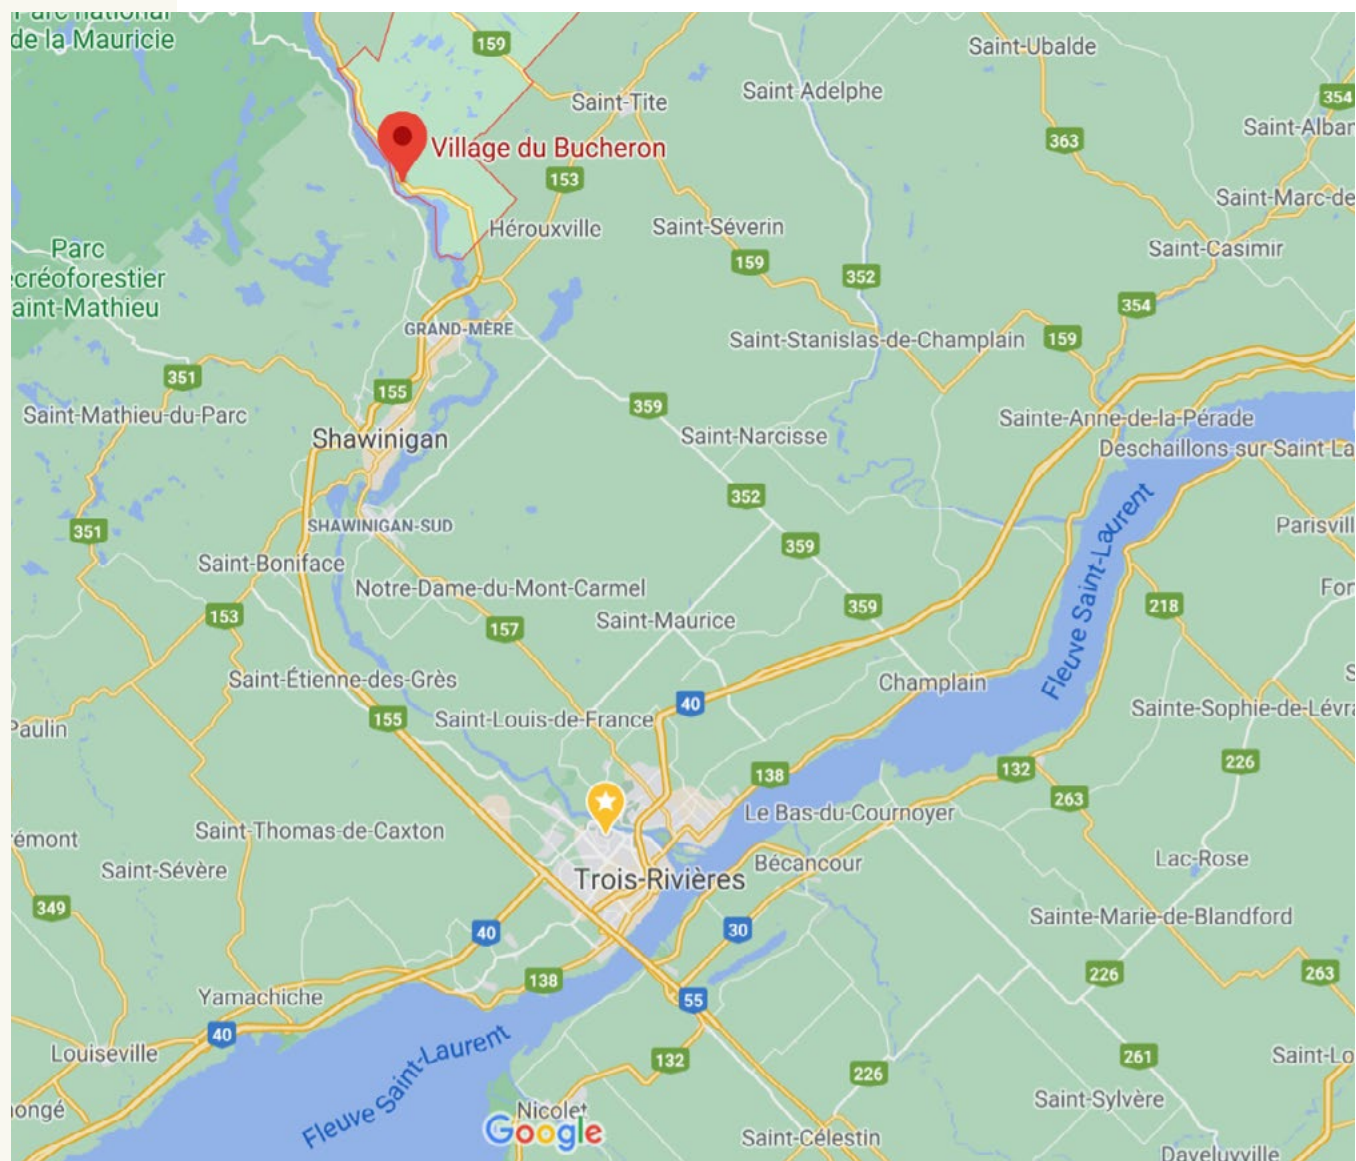 Parc national
de la Mauricie
159
Saint-Ubalde
Saint-Tite
Saint Adelphe
354
Village du Bucheron
363
Saint-Alban
153
Saint-Marc-de
Hérouxville
Saint-Séverin
Parc
écréoforestier
aint-Mathieu
159
352
Saint-Casimir
354
GRAND-MÈRE
Saint-Stanislas-de-Champlain
159
351
155
359
Saint-Mathieu-du-Parc
Shawinigan
Saint-Narcisse
Sainte-Anne-de-la-Pérade
Deschaillons-sur-Saint-La
352
351
SHAWINIGAN-SUD
359
Parisvill
Saint-Boniface
Notre-Dame-du-Mont-Carmel
Fleuve Saint-Laurent
For
153
157
Saint-Maurice
359
218
Saint-Étienne-des-Grès
Champlain
S
155
Saint-Louis-de-France
40
Sainte-Sophie-de-Lévra
Paulin
138
132
226
263
Saint-Thomas-de-Caxton
Le Bas-du-Cournoyer
émont
Saint-Sévère
Trois-Rivières
Bécancour
Lac-Rose
349
40
30
Sainte-Marie-de-Blandford
138
226
263
Yamachiche
55
40
Louiseville
132
226
261
Saint-Lo
Fleuve Saint-Laurent
ongé
Nicolet
Saint-Sylvère
Google
Saint-Célestin
Daveluyville